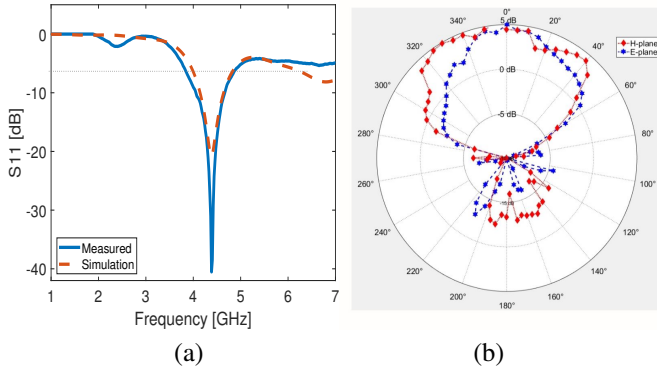 0
-10
-20
-30
-40
S11 [dB]
Measured
Simulation
1 2 3 4 5 6 7
Frequency [GHz]
(a)
0°
20°
40°
60°
80°
100°
120°
140°
160°
180°
200°
220°
240°
260°
280°
300°
320°
340°
5 dB
0 dB
-5 dB
H-plane
E-plane
(b)